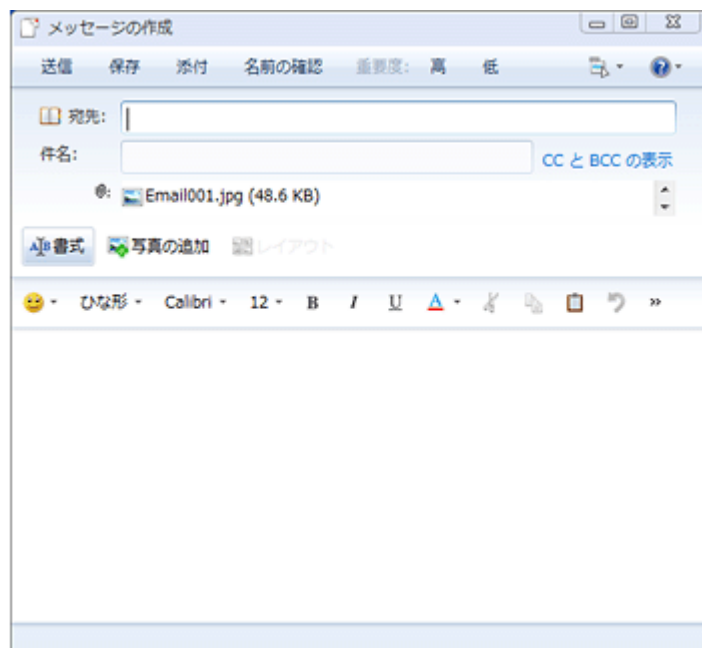 メッセージの作成
送信 保存 添付 名前の確認 重要度: 高 低
宛先:
件名: CC と BCC の表示
Email001.jpg (48.6 KB)
書式 写真の追加 レイアウト
ひな形 Calibri 12 B I U A »